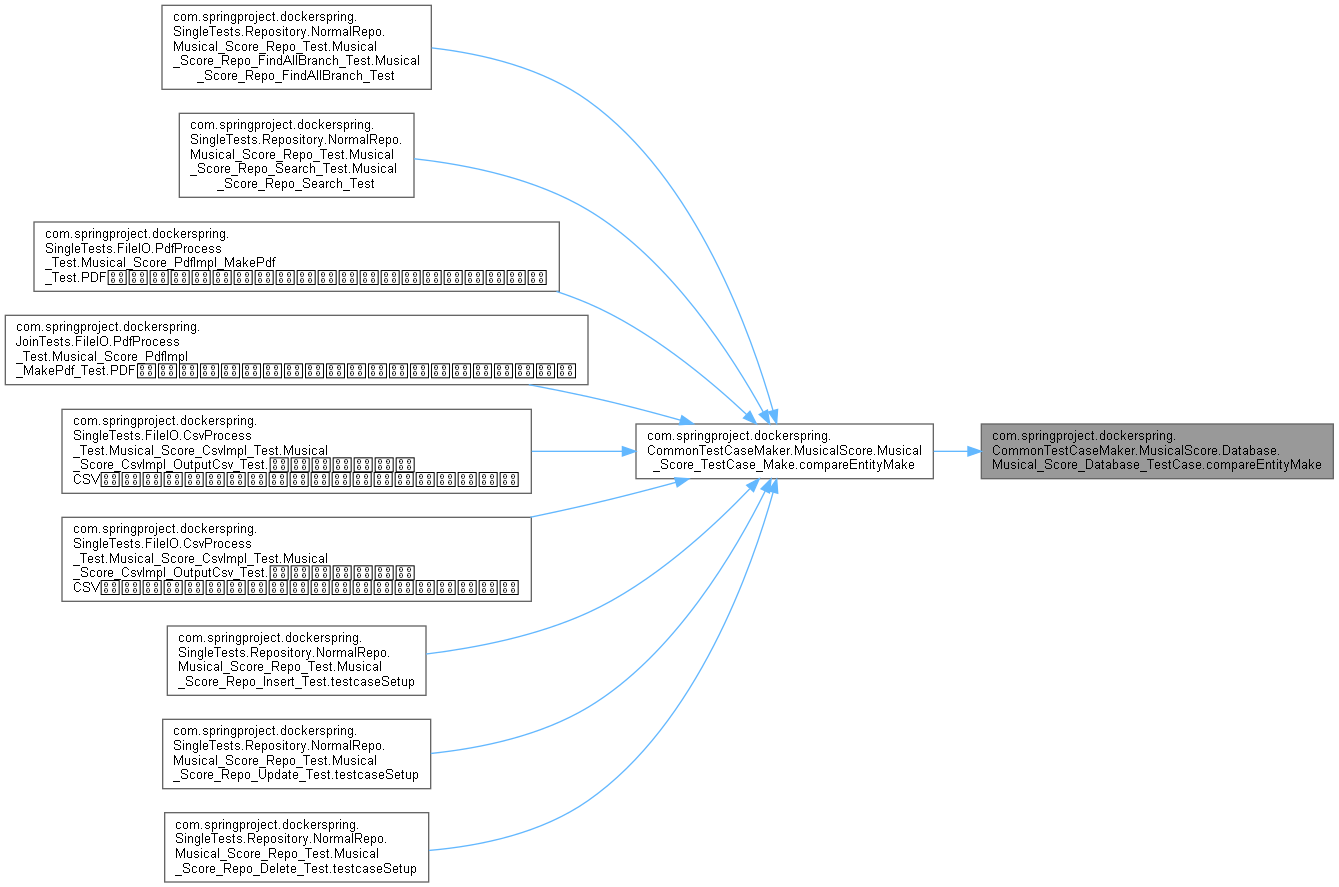 com.springproject.dockerspring.
SingleTests.Repository.NormalRepo.
Musical_Score_Repo_Test.Musical
_Score_Repo_FindAllBranch_Test.Musical
_Score_Repo_FindAllBranch_Test
com.springproject.dockerspring.
SingleTests.Repository.NormalRepo.
Musical_Score_Repo_Test.Musical
_Score_Repo_Search_Test.Musical
_Score_Repo_Search_Test
com.springproject.dockerspring.
SingleTests.FileIO.PdfProcess
_Test.Musical_Score_PdfImpl_MakePdf
_Test.PDF
com.springproject.dockerspring.
JoinTests.FileIO.PdfProcess
_Test.Musical_Score_PdfImpl
_MakePdf_Test.PDF
com.springproject.dockerspring.
SingleTests.FileIO.CsvProcess
_Test.Musical_Score_CsvImpl_Test.Musical
_Score_CsvImpl_OutputCsv_Test.
CSV
com.springproject.dockerspring.
CommonTestCaseMaker.MusicalScore.Musical
_Score_TestCase_Make.compareEntityMake
com.springproject.dockerspring.
CommonTestCaseMaker.MusicalScore.Database.
Musical_Score_Database_TestCase.compareEntityMake
com.springproject.dockerspring.
SingleTests.FileIO.CsvProcess
_Test.Musical_Score_CsvImpl_Test.Musical
_Score_CsvImpl_OutputCsv_Test.
CSV
com.springproject.dockerspring.
SingleTests.Repository.NormalRepo.
Musical_Score_Repo_Test.Musical
_Score_Repo_Insert_Test.testcaseSetup
com.springproject.dockerspring.
SingleTests.Repository.NormalRepo.
Musical_Score_Repo_Test.Musical
_Score_Repo_Update_Test.testcaseSetup
com.springproject.dockerspring.
SingleTests.Repository.NormalRepo.
Musical_Score_Repo_Test.Musical
_Score_Repo_Delete_Test.testcaseSetup